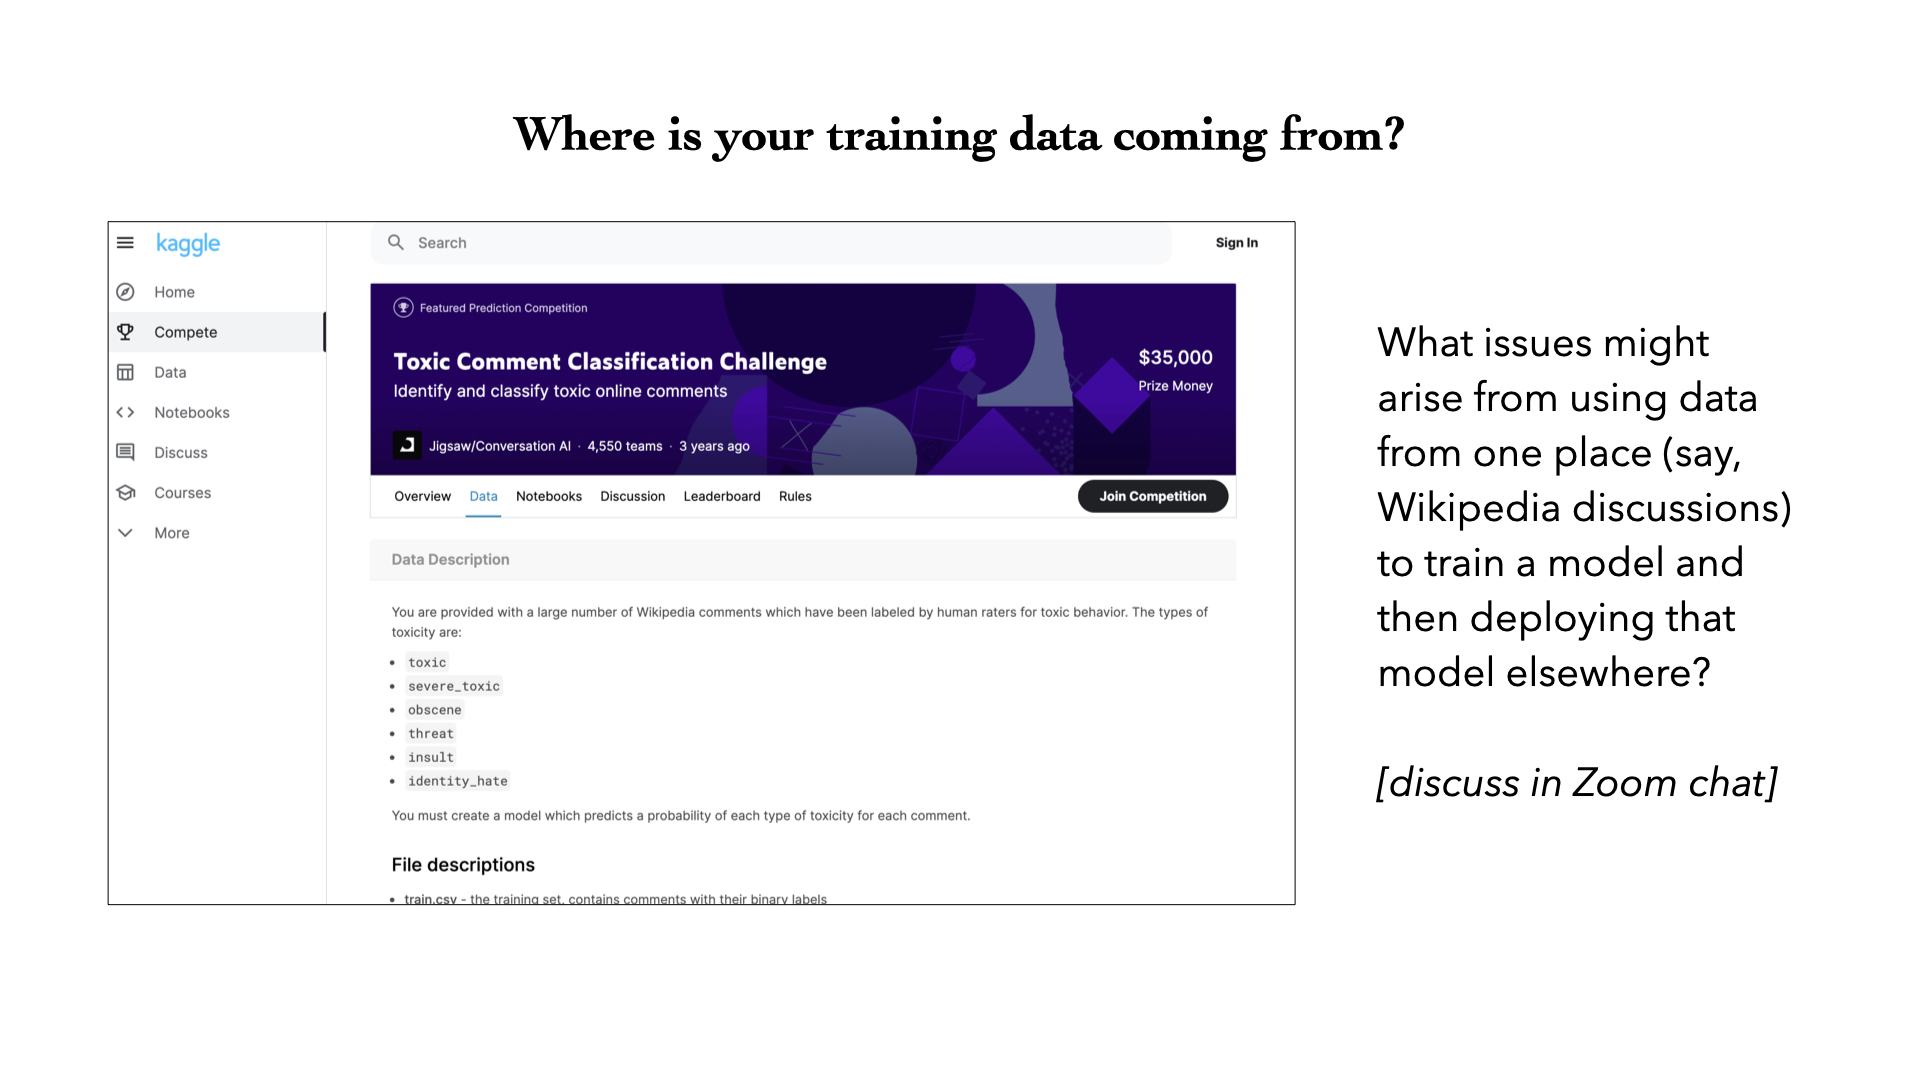 Where is your training data coming from?
kaggle
Search
Sign In
Home
Compete
Data
Notebooks
Discuss
Courses
More
Featured Prediction Competition
Toxic Comment Classification Challenge
Identify and classify toxic online comments
$35,000
Prize Money
Jigsaw/Conversation AI · 4,550 teams · 3 years ago
Overview Data Notebooks Discussion Leaderboard Rules
Join Competition
Data Description
You are provided with a large number of Wikipedia comments which have been labeled by human raters for toxic behavior. The types of
toxicity are:
• toxic
• severe_toxic
• obscene
• threat
• insult
• identity_hate
You must create a model which predicts a probability of each type of toxicity for each comment.
File descriptions
• train.csv - the training set, contains comments with their binary labels
What issues might
arise from using data
from one place (say,
Wikipedia discussions)
to train a model and
then deploying that
model elsewhere?
[discuss in Zoom chat]